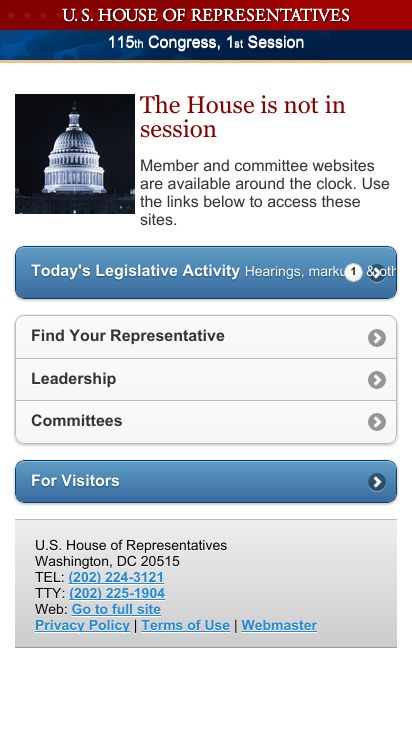 U.S. HOUSE OF REPRESENTATIVES
115th Congress, 1st Session
The House is not in
session
Member and committee websites
are available around the clock. Use
the links below to access these
sites.
Today's Legislative Activity Hearings, marku 1 & oth
Find Your Representative
Leadership
Committees
For Visitors
U.S. House of Representatives
Washington, DC 20515
TEL: (202) 224-3121
TTY: (202) 225-1904
Web: Go to full site
Privacy Policy | Terms of Use | Webmaster